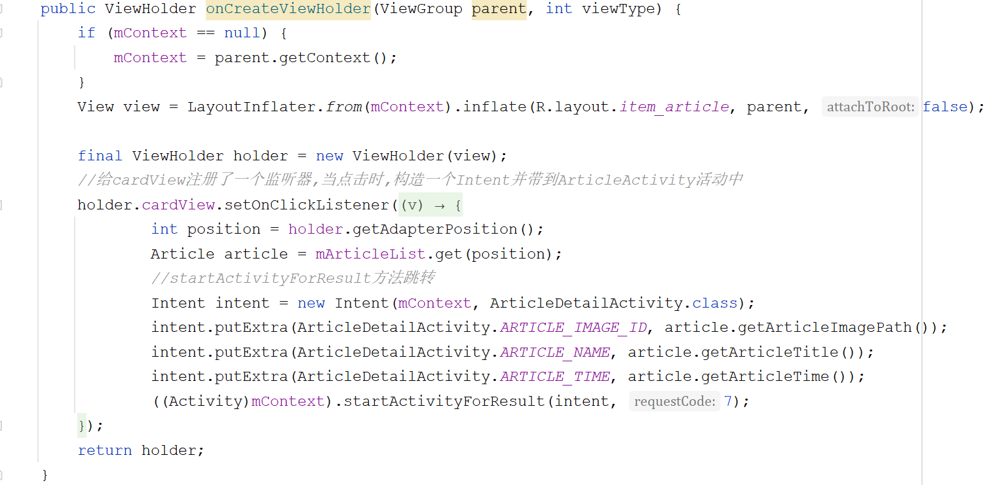 public ViewHolder onCreateViewHolder(ViewGroup parent, int viewType) {
if (mContext == null) {
mContext = parent.getContext();
}
View view = LayoutInflater.from(mContext).inflate(R.layout.item_article, parent, attachToRoot: false);
final ViewHolder holder = new ViewHolder(view);
//给cardView注册了一个监听器,当点击时,构造一个Intent并带到ArticleActivity活动中
holder.cardView.setOnClickListener((v) → {
int position = holder.getAdapterPosition();
Article article = mArticleList.get(position);
//startActivityForResult方法跳转
Intent intent = new Intent(mContext, ArticleDetailActivity.class);
intent.putExtra(ArticleDetailActivity.ARTICLE_IMAGE_ID, article.getArticleImagePath());
intent.putExtra(ArticleDetailActivity.ARTICLE_NAME, article.getArticleTitle());
intent.putExtra(ArticleDetailActivity.ARTICLE_TIME, article.getArticleTime());
((Activity)mContext).startActivityForResult(intent, requestCode: 7);
});
return holder;
}